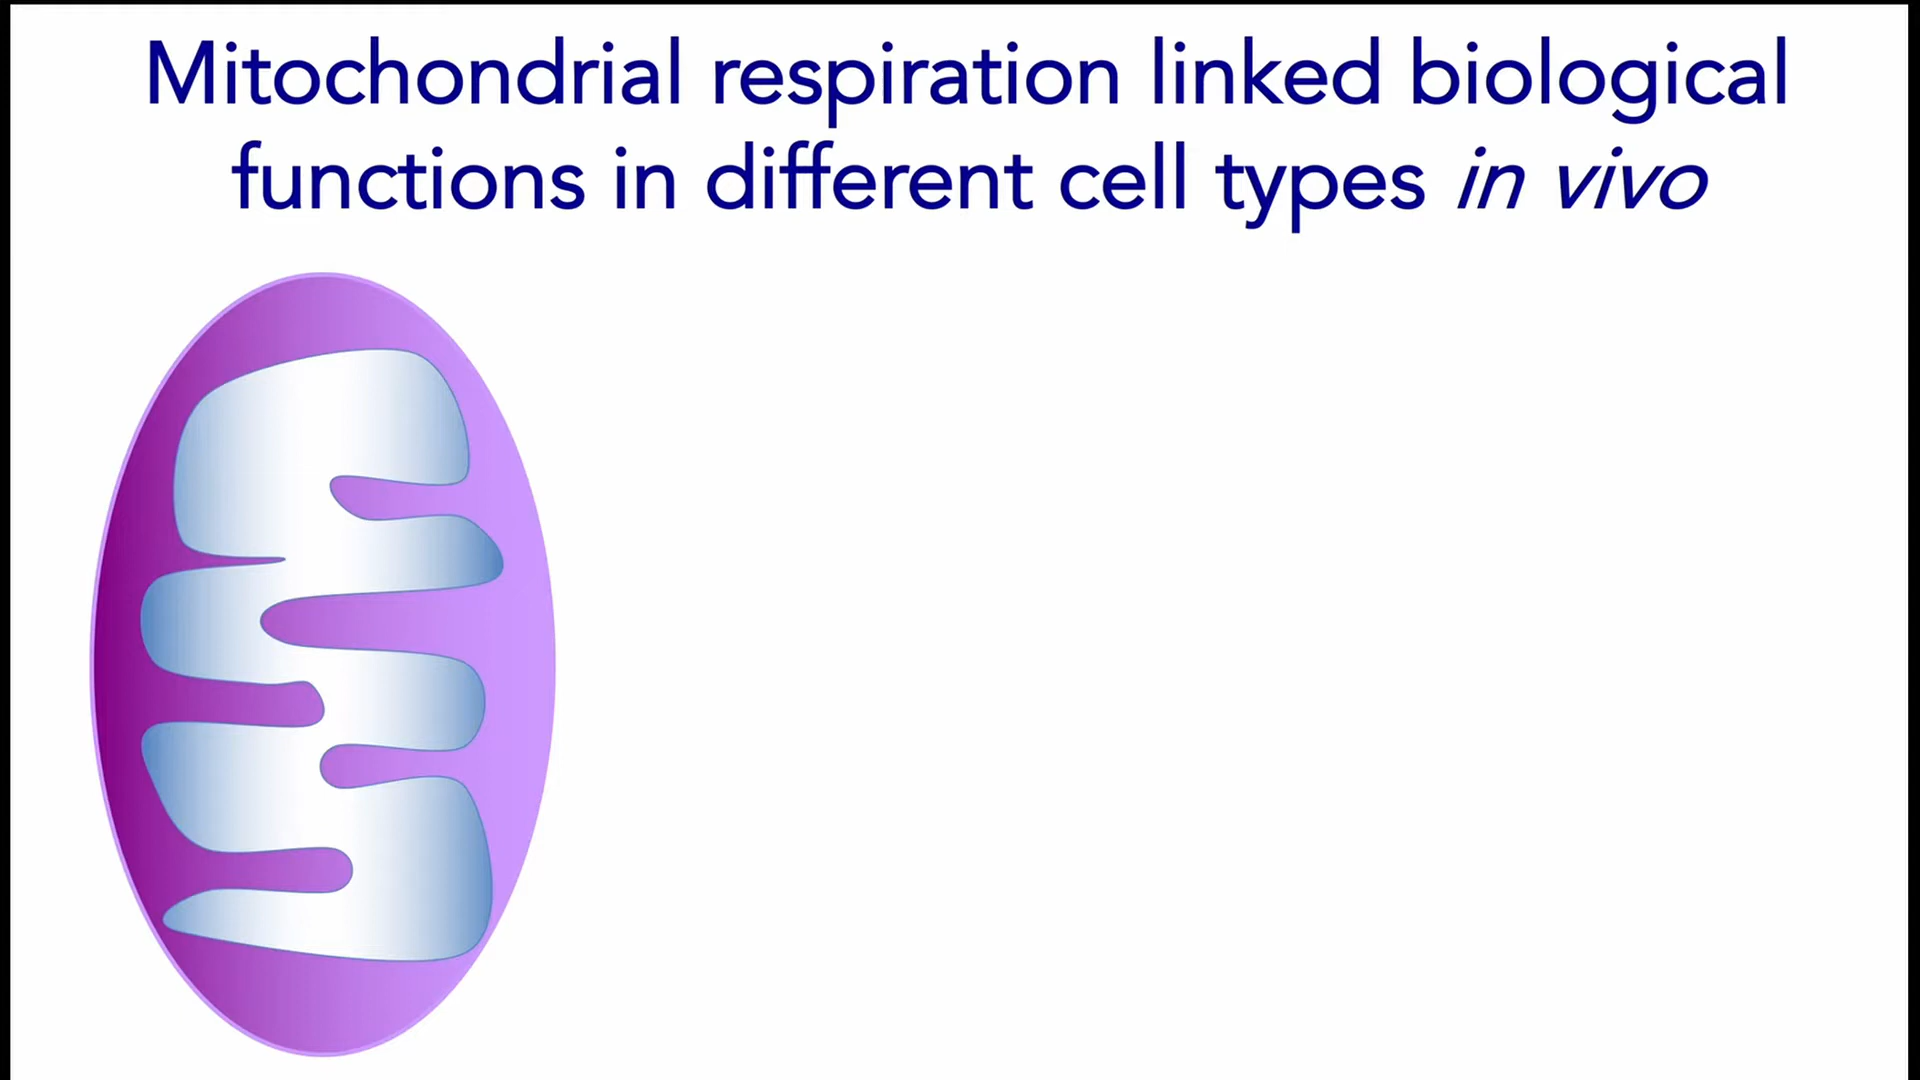 Mitochondrial respiration linked biological
functions in different cell types in vivo